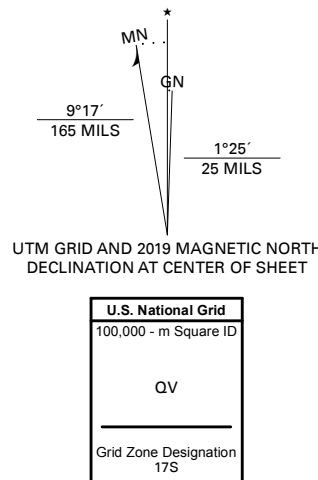 ★
MN
GN
9°17´
165 MILS
1°25´
25 MILS
UTM GRID AND 2019 MAGNETIC NORTH
DECLINATION AT CENTER OF SHEET
U.S. National Grid
100,000 - m Square ID
QV
Grid Zone Designation
17S